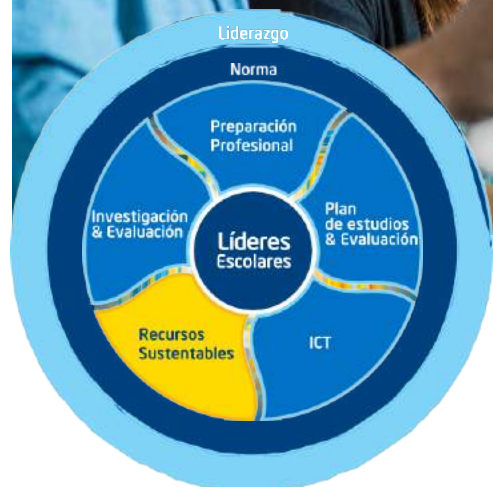 Liderazgo
Norma
Preparación
Profesional
Investigación
& Evaluación
Plan
de estudios
& Evaluación
Líderes
Escolares
Recursos
Sustentables
ICT